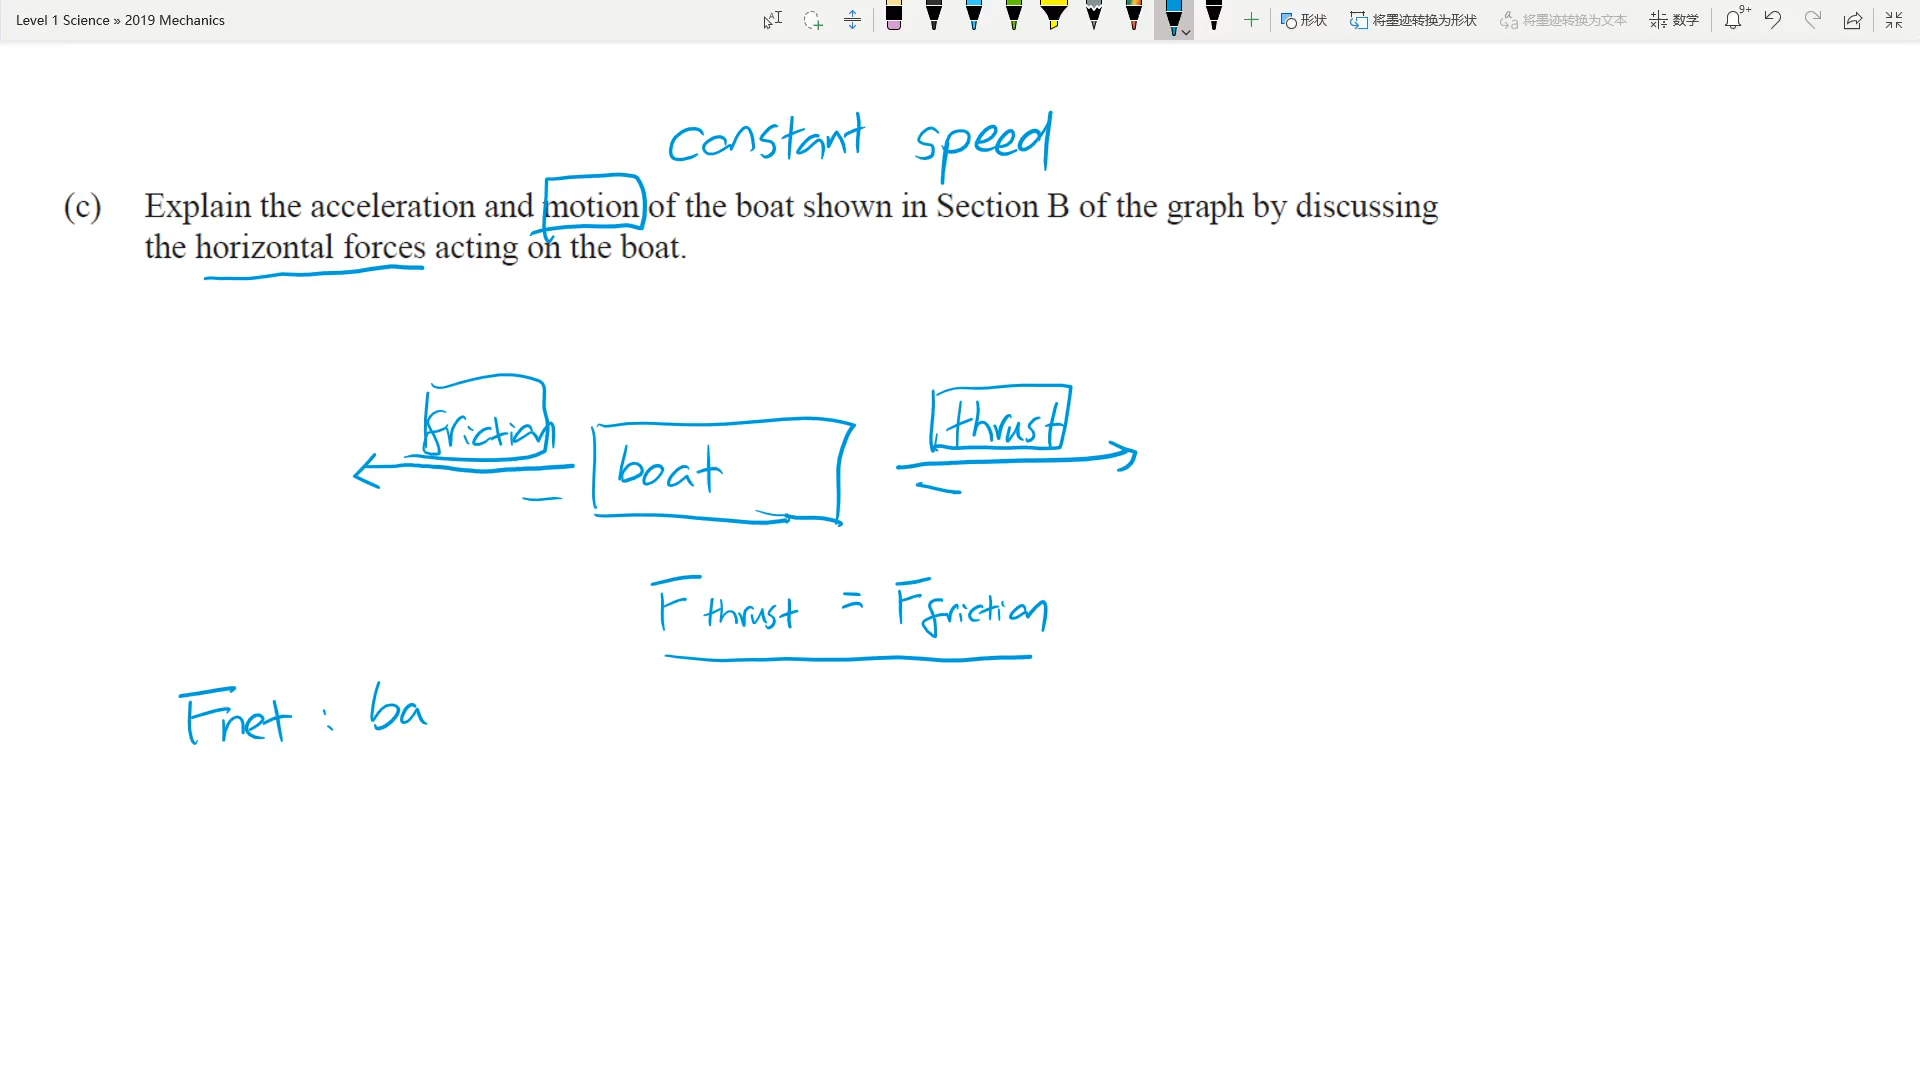 Level 1 Science » 2019 Mechanics
9+
形状
将墨迹转换为形状
将墨迹转换为文本
数学
constant speed
(c) Explain the acceleration and motion of the boat shown in Section B of the graph by discussing
the horizontal forces acting on the boat.
friction
boat
thrust
F thrust = F friction
Fnet : ba